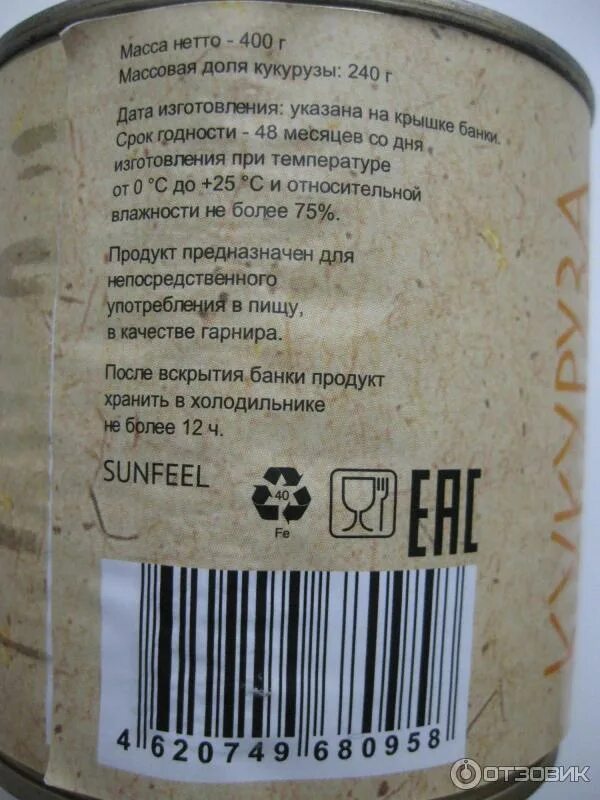 Масса нетто - 400 г
Массовая доля кукурузы: 240 г
Дата изготовления: указана на крышке банки.
Срок годности - 48 месяцев со дня
изготовления при температуре
от 0 °С до +25 °С и относительной
влажности не более 75%.
Продукт предназначен для
непосредственного
употребления в пищу,
в качестве гарнира.
После вскрытия банки продукт
хранить в холодильнике
не более 12 ч.
SUNFEEL
40
Fe
EAC
4 620749 680958
КУКУРУЗА
ОТЗОВИК